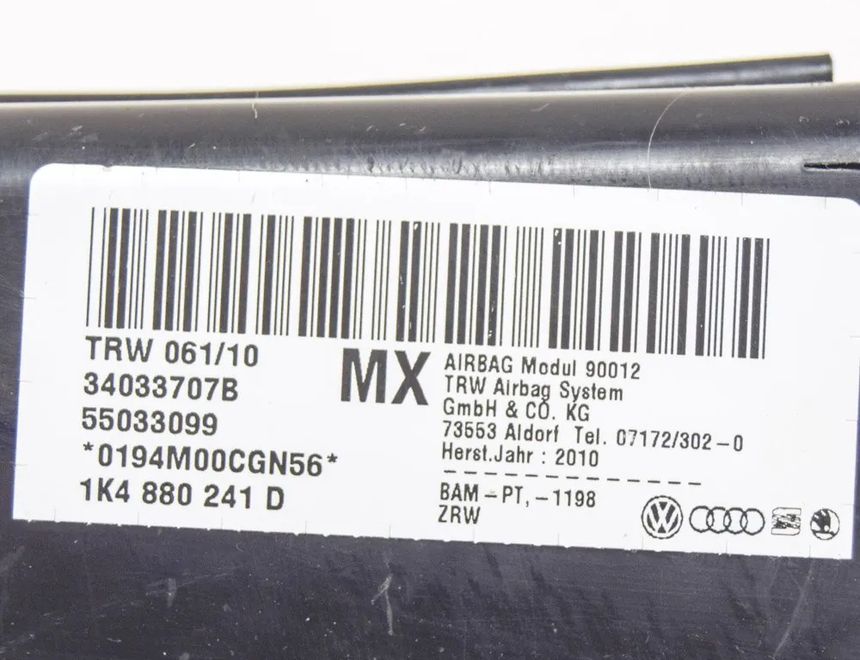 TRW 061/10
34033707B
55033099
*0194M00CGN56*
1K4 880 241 D
MX
AIRBAG Modul 90012
TRW Airbag System
GmbH & CO. KG
73553 Aldorf Tel. 07172/302-0
Herst.Jahr : 2010
BAM-PT,-1198
ZRW